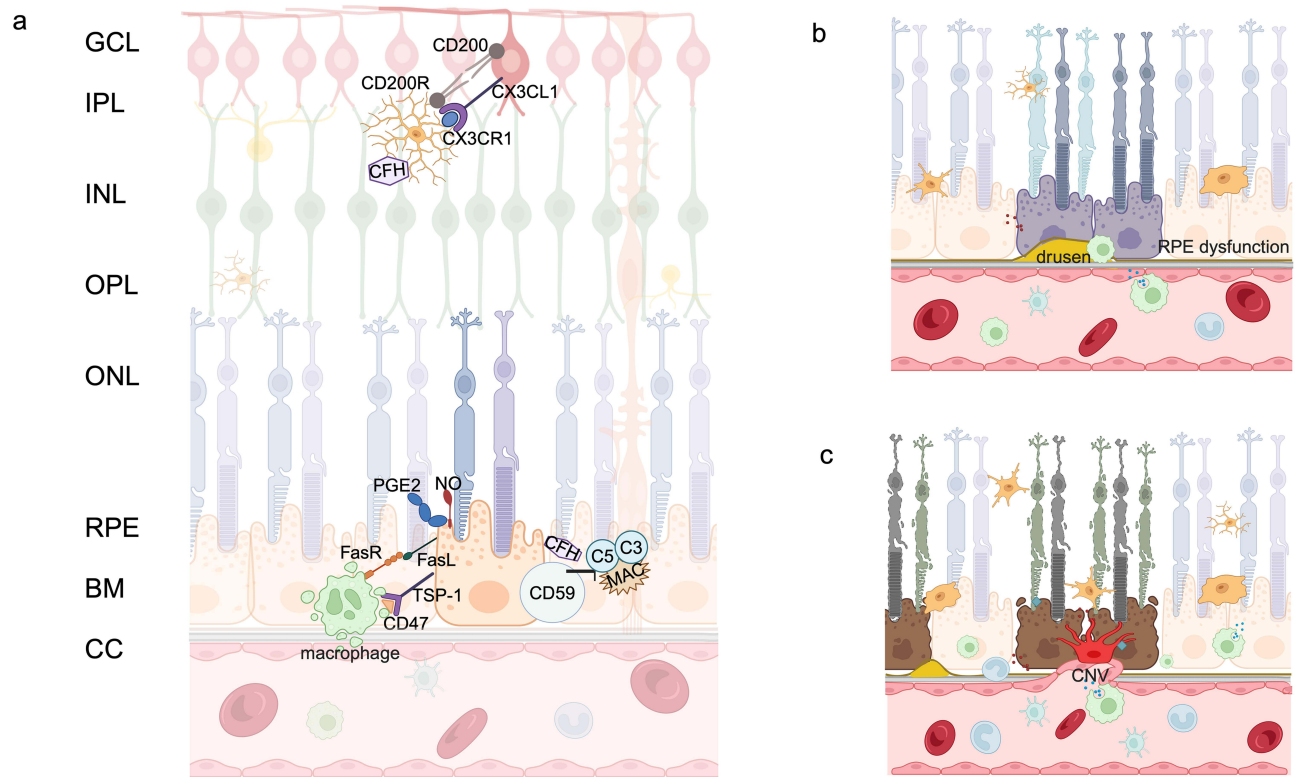 a
GCL
IPL
INL
OPL
ONL
RPE
BM
CC
CD200
CD200R
CX3CL1
CX3CR1
CFH
PGE2
NO
FasR
FasL
TSP-1
CD47
macrophage
CFH
C5
C3
MAC
CD59
b
drusen
RPE dysfunction
c
CNV